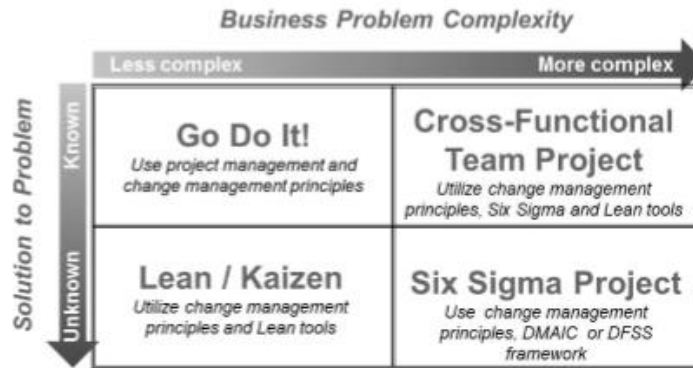 Business Problem Complexity
Less complex More complex
Solution to Problem
Known
Unknown
Go Do It!
Use project management and
change management principles
Cross-Functional
Team Project
Utilize change management
principles, Six Sigma and Lean tools
Lean / Kaizen
Utilize change management
principles and Lean tools
Six Sigma Project
Use change management
principles, DMAIC or DFSS
framework